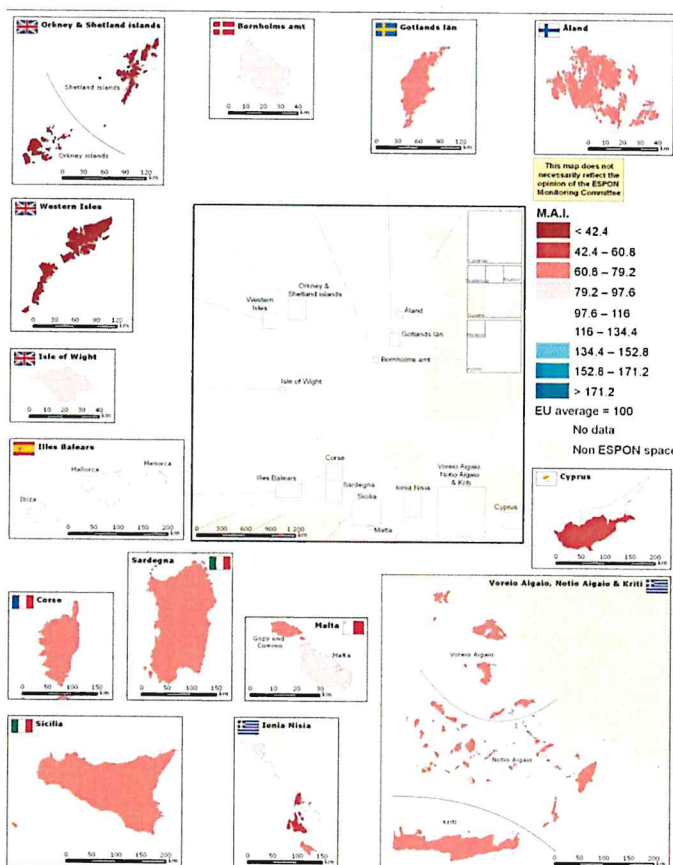 Orkney & Shetland islands
Shetland islands
Orkney islands
0 30 60 90 120
km
Bornholms amt
0 10 20 30 40
km
Gotlands län
0 30 60 90 120
km
Åland
0 10 20 30 40
km
This map does not
necessarily reflect the
opinion of the ESPON
Monitoring Committee
M.A.I.
< 42.4
42.4 – 60.8
60.8 – 79.2
79.2 – 97.6
97.6 – 116
116 – 134.4
134.4 – 152.8
152.8 – 171.2
> 171.2
EU average = 100
No data
Non ESPON space
Western Isles
0 30 60 90 120
km
Isle of Wight
0 10 20 30 40
km
Illes Balears
Mallorca
Menorca
Ibiza
0 50 100 150 200
km
Orkney &
Shetland islands
Western
Isles
Åland
Gotlands län
Bornholms amt
Isle of Wight
Corse
Illes Balears
Sardegna
Sicilia
Ionia Nisia
Voreio Aigaio,
Notio Aigaio
& Kriti
Cyprus
Malta
0 300 600 900 1 200
km
Cyprus
0 50 100 150 200
km
Corse
0 50 100 150
km
Sardegna
0 50 100 150
km
Malta
Gozo and
Comino
Malta
0 10 20 30
km
Sicilia
0 50 100 150 200
km
Ionia Nisia
0 50 100 150
km
Voreio Aigaio, Notio Aigaio & Kriti
Voreio Aigaio
Notio Aigaio
Kriti
0 50 100 150 200
km